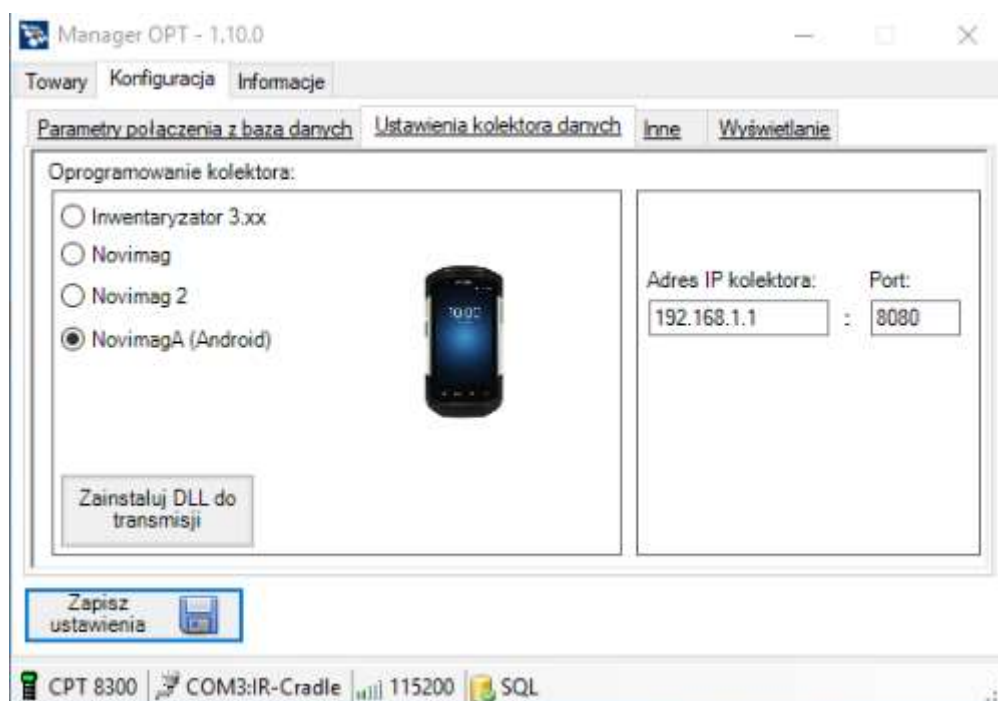 Manager OPT - 1.10.0
Towary Konfiguracja Informacje
Parametry połaczenia z baza danych Ustawienia kolektora danych Inne Wyświetlanie
Oprogramowanie kolektora:
Inwentaryzator 3.xx
Novimag
Novimag 2
NovimagA (Android)
Zainstaluj DLL do
transmisji
Adres IP kolektora: Port:
192.168.1.1 : 8080
Zapisz
ustawienia
CPT 8300 COM3:IR-Cradle 115200 SQL